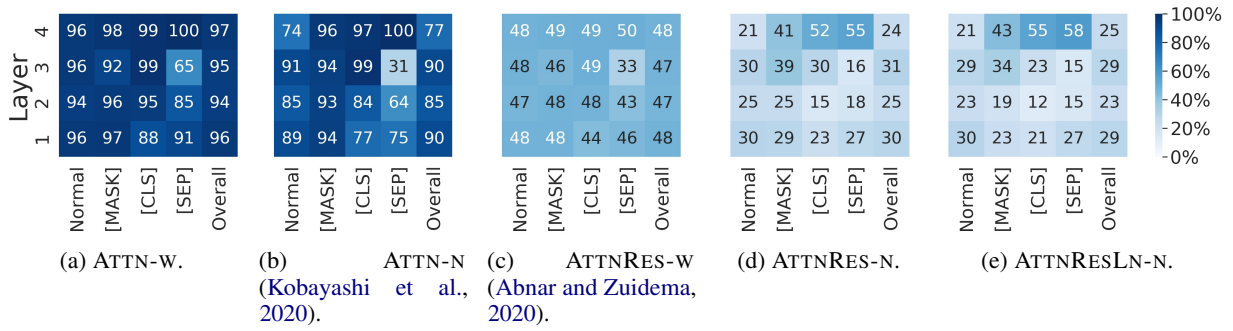 Layer
4 96 98 99 100 97 74 96 97 100 77 48 49 49 50 48 21 41 52 55 24 21 43 55 58 25 100%
3 96 92 99 65 95 91 94 99 31 90 48 46 49 33 47 30 39 30 16 31 29 34 23 15 29 80%
60%
2 94 96 95 85 94 85 93 84 64 85 47 48 48 43 47 25 25 15 18 25 23 19 12 15 23 40%
20%
1 96 97 88 91 96 89 94 77 75 90 48 48 44 46 48 30 29 23 27 30 30 23 21 27 29 0%
Normal [MASK] [CLS] [SEP] Overall Normal [MASK] [CLS] [SEP] Overall Normal [MASK] [CLS] [SEP] Overall Normal [MASK] [CLS] [SEP] Overall Normal [MASK] [CLS] [SEP] Overall
(a) ATTN-W.
(b) ATTN-N
(Kobayashi et al.,
2020).
(c) ATTNRES-W
(Abnar and Zuidema,
2020).
(d) ATTNRES-N.
(e) ATTNRESLN-N.